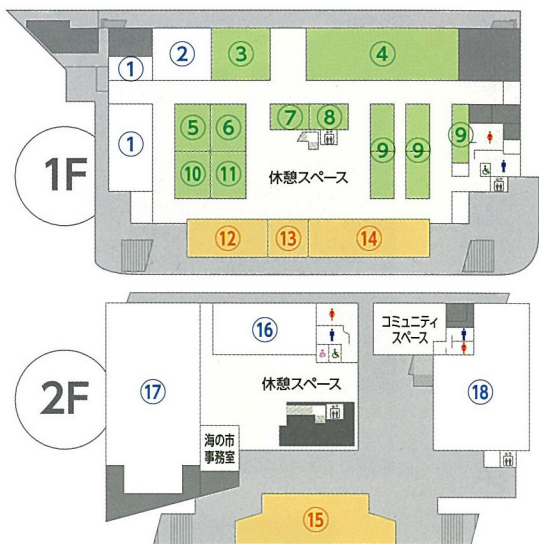 1F
①
②
③
④
①
⑤
⑥
⑦
⑧
⑨
⑨
⑨
⑩
⑪
休憩スペース
⑫
⑬
⑭
2F
⑰
⑯
コミュニティ
スペース
休憩スペース
⑱
海の市
事務室
⑮